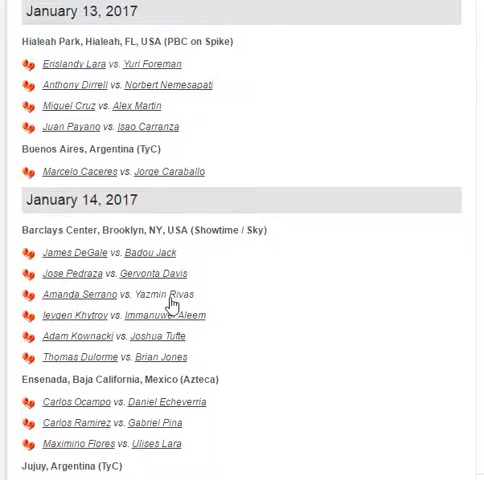 January 13, 2017
Hialeah Park, Hialeah, FL, USA (PBC on Spike)
Erislandy Lara vs. Yuri Foreman
Anthony Dirrell vs. Norbert Nemesapati
Miguel Cruz vs. Alex Martin
Juan Payano vs. Isao Carranza
Buenos Aires, Argentina (TyC)
Marcelo Caceres vs. Jorge Caraballo
January 14, 2017
Barclays Center, Brooklyn, NY, USA (Showtime / Sky)
James DeGale vs. Badou Jack
Jose Pedraza vs. Gervonta Davis
Amanda Serrano vs. Yazmin Rivas
Ievgen Khytrov vs. Immanuwel Aleem
Adam Kownacki vs. Joshua Tufte
Thomas Dulorme vs. Brian Jones
Ensenada, Baja California, Mexico (Azteca)
Carlos Ocampo vs. Daniel Echeverria
Carlos Ramirez vs. Gabriel Pina
Maximino Flores vs. Ulises Lara
Jujuy, Argentina (TyC)